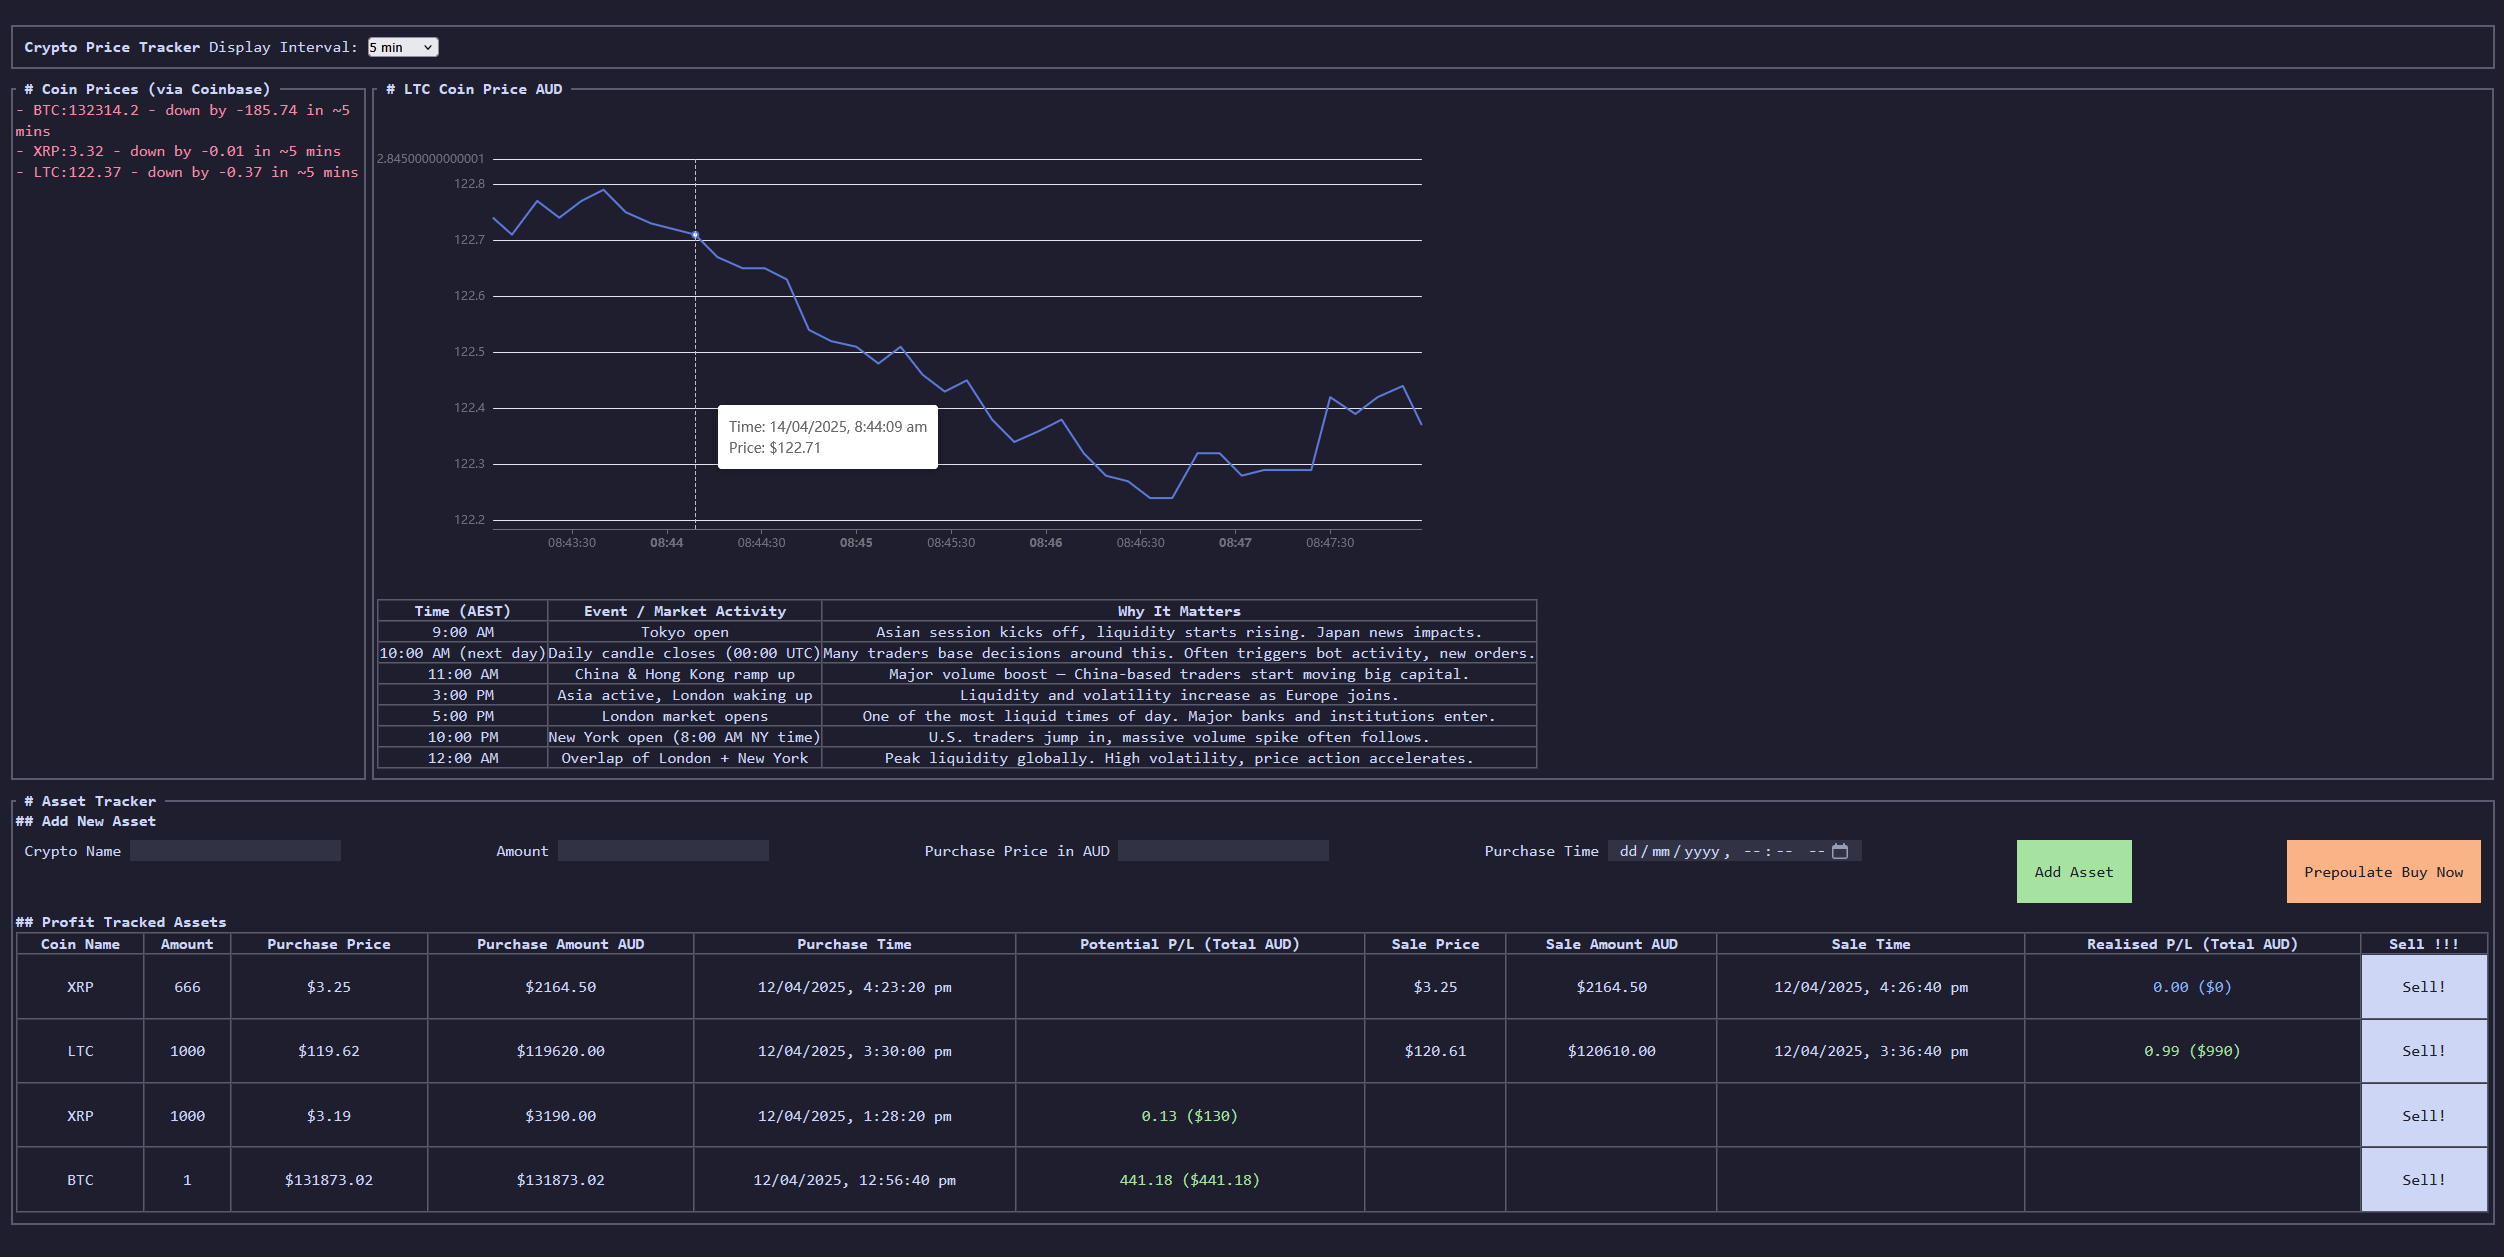 Crypto Price Tracker Display Interval: 5 min
# Coin Prices (via Coinbase)
- BTC:132314.2 - down by -185.74 in ~5
mins
- XRP:3.32 - down by -0.01 in ~5 mins
- LTC:122.37 - down by -0.37 in ~5 mins
# LTC Coin Price AUD
2.84500000000001
122.8
122.7
122.6
122.5
122.4
122.3
122.2
Time: 14/04/2025, 8:44:09 am
Price: $122.71
08:43:30 08:44 08:44:30 08:45 08:45:30 08:46 08:46:30 08:47 08:47:30
Time (AEST) Event / Market Activity Why It Matters
9:00 AM Tokyo open Asian session kicks off, liquidity starts rising. Japan news impacts.
10:00 AM (next day) Daily candle closes (00:00 UTC) Many traders base decisions around this. Often triggers bot activity, new orders.
11:00 AM China & Hong Kong ramp up Major volume boost — China-based traders start moving big capital.
3:00 PM Asia active, London waking up Liquidity and volatility increase as Europe joins.
5:00 PM London market opens One of the most liquid times of day. Major banks and institutions enter.
10:00 PM New York open (8:00 AM NY time) U.S. traders jump in, massive volume spike often follows.
12:00 AM Overlap of London + New York Peak liquidity globally. High volatility, price action accelerates.
# Asset Tracker
## Add New Asset
Crypto Name Amount Purchase Price in AUD Purchase Time dd/mm/yyyy, --:-- -- Add Asset Prepoulate Buy Now
## Profit Tracked Assets
Coin Name Amount Purchase Price Purchase Amount AUD Purchase Time Potential P/L (Total AUD) Sale Price Sale Amount AUD Sale Time Realised P/L (Total AUD) Sell !!!
XRP 666 $3.25 $2164.50 12/04/2025, 4:23:20 pm $3.25 $2164.50 12/04/2025, 4:26:40 pm 0.00 ($0) Sell!
LTC 1000 $119.62 $119620.00 12/04/2025, 3:30:00 pm $120.61 $120610.00 12/04/2025, 3:36:40 pm 0.99 ($990) Sell!
XRP 1000 $3.19 $3190.00 12/04/2025, 1:28:20 pm 0.13 ($130) Sell!
BTC 1 $131873.02 $131873.02 12/04/2025, 12:56:40 pm 441.18 ($441.18) Sell!